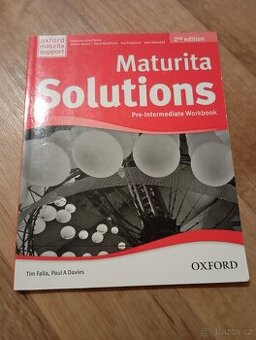 oxford
maturita
support
2nd edition
Maturita
Solutions
Pre-Intermediate Workbook
Tim Falla, Paul A Davies
OXFORD
bazos.cz